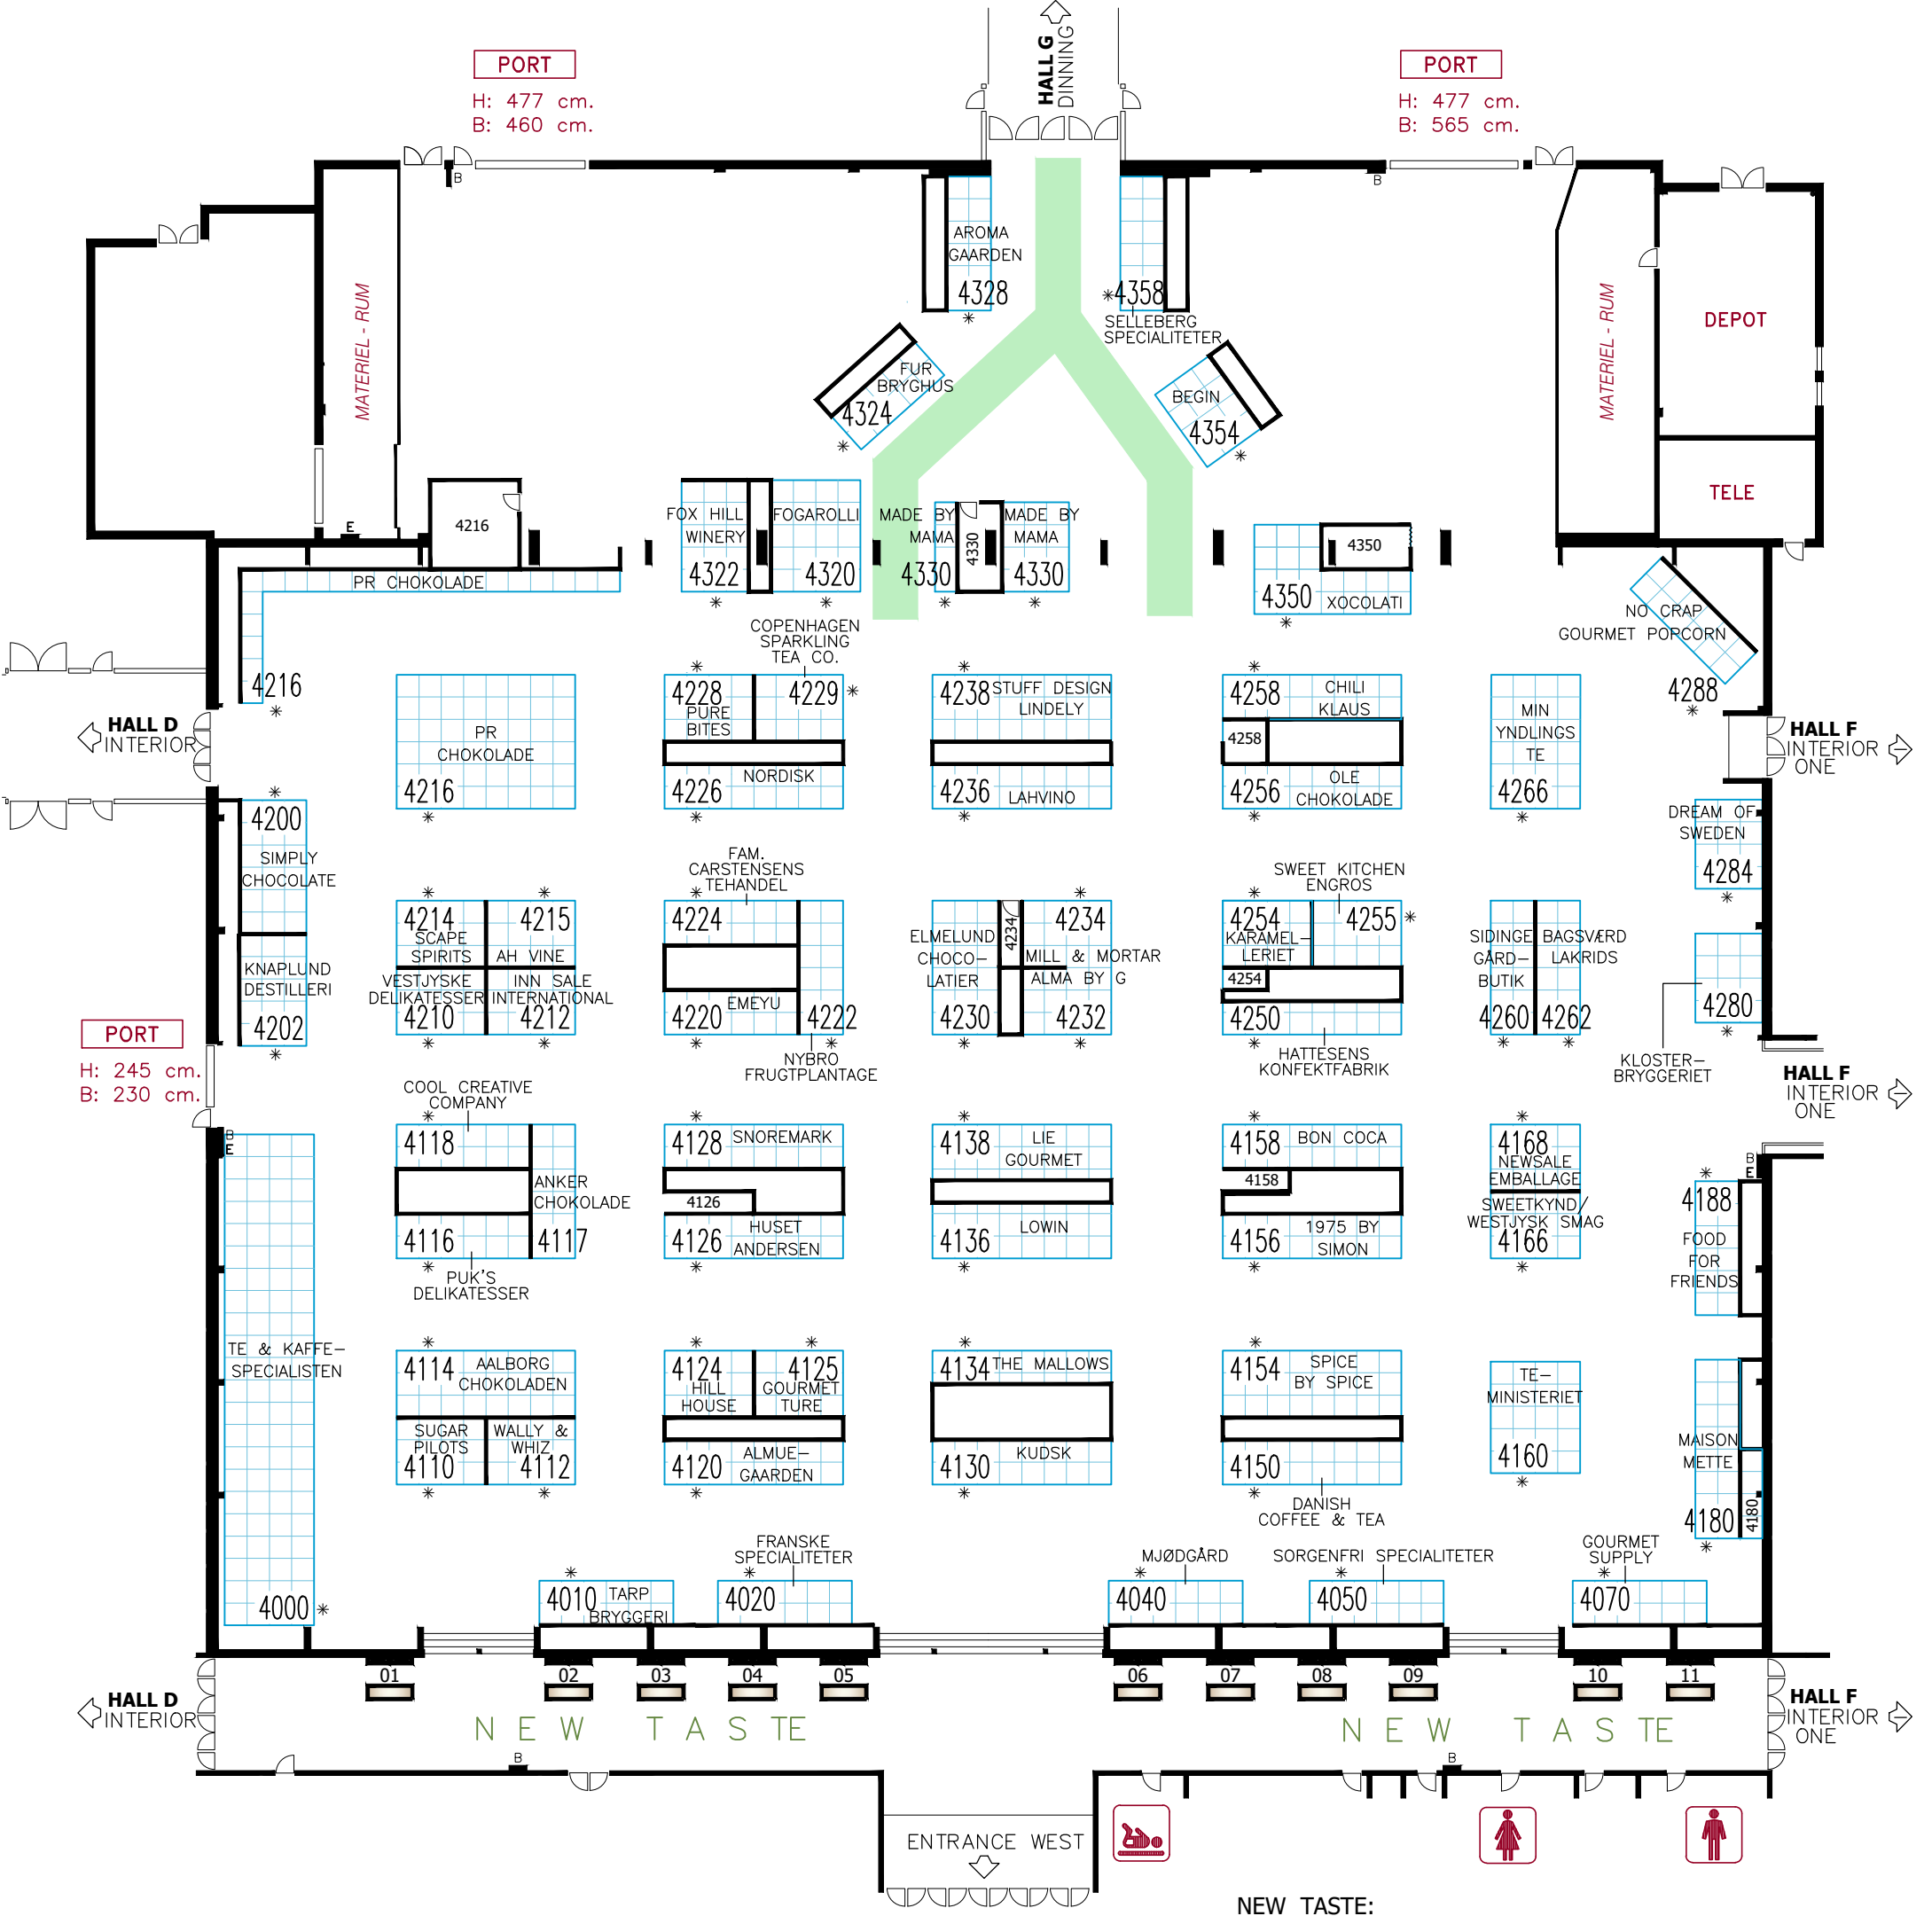 HALL G
DINNING
PORT
H: 477 cm.
B: 460 cm.
PORT
H: 477 cm.
B: 565 cm.
B
B
MATERIEL - RUM
AROMA
GAARDEN
4328
*
*4358
SELLEBERG
SPECIALITETER
MATERIEL - RUM
DEPOT
TELE
FUR
BRYGHUS
4324
*
BEGIN
4354
*
E
4216
FOX HILL
WINERY
4322
*
FOGAROLLI
4320
*
MADE BY
MAMA
4330
*
4330
MADE BY
MAMA
4330
*
4350
4350
XOCOLATI
*
PR CHOKOLADE
4216
*
NO CRAP
GOURMET POPCORN
4288
*
COPENHAGEN
SPARKLING
TEA CO.
HALL D
INTERIOR
PR
CHOKOLADE
4216
*
*
4228
PURE
BITES
4229 *
NORDISK
4226
*
*
4238
STUFF DESIGN
LINDELY
4236
LAHVINO
*
*
4258
CHILI
KLAUS
4258
OLE
CHOKOLADE
4256
*
MIN
YNDLINGS
TE
4266
*
HALL F
INTERIOR
ONE
*
4200
SIMPLY
CHOCOLATE
KNAPLUND
DESTILLERI
4202
*
DREAM OF
SWEDEN
4284
*
4280
*
KLOSTER-
BRYGGERIET
*
4214
SCAPE
SPIRITS
*
4215
AH VINE
VESTJYSKE
DELIKATESSER
4210
*
INN SALE
INTERNATIONAL
4212
*
FAM.
CARSTENSENS
TEHANDEL
4224
EMEYU
4220
*
4222
*
NYBRO
FRUGTPLANTAGE
ELMELUND
CHOCO-
LATIER
4230
*
4234
*
4234
MILL & MORTAR
ALMA BY G
4232
*
SWEET KITCHEN
ENGROS
*
4254
KARAMEL-
LERIET
4255 *
4254
4250
*
HATTESENS
KONFEKTFABRIK
SIDINGE
GÅRD-
BUTIK
4260
*
BAGSVÆRD
LAKRIDS
4262
*
PORT
H: 245 cm.
B: 230 cm.
HALL F
INTERIOR
ONE
B
E
COOL CREATIVE
COMPANY
*
4118
ANKER
CHOKOLADE
4116
*
4117
PUK'S
DELIKATESSER
*
4128
SNOREMARK
4126
HUSET
ANDERSEN
4126
*
*
4138
LIE
GOURMET
LOWIN
4136
*
*
4158
BON COCA
4158
1975 BY
SIMON
4156
*
*
4168
NEWSALE
EMBALLAGE
SWEETKYND/
WESTJYSK SMAG
4166
*
B
E
*
4188
FOOD
FOR
FRIENDS
TE & KAFFE-
SPECIALISTEN
4000 *
*
4114
AALBORG
CHOKOLADEN
SUGAR
PILOTS
4110
*
WALLY &
WHIZ
4112
*
*
4124
HILL
HOUSE
*
4125
GOURMET
TURE
ALMUE-
GAARDEN
4120
*
*
4134
THE MALLOWS
KUDSK
4130
*
*
4154
SPICE
BY SPICE
4150
*
DANISH
COFFEE & TEA
TE-
MINISTERIET
4160
*
MAISON
METTE
4180
4180
*
*
4010
TARP
BRYGGERI
FRANSKE
SPECIALITETER
*
4020
MJØDGÅRD
*
4040
SORGENFRI SPECIALITETER
*
4050
GOURMET
SUPPLY
*
4070
01
02
03
04
05
06
07
08
09
10
11
HALL D
INTERIOR
NEW TASTE
NEW TASTE
HALL F
INTERIOR
ONE
B
B
ENTRANCE WEST
NEW TASTE: